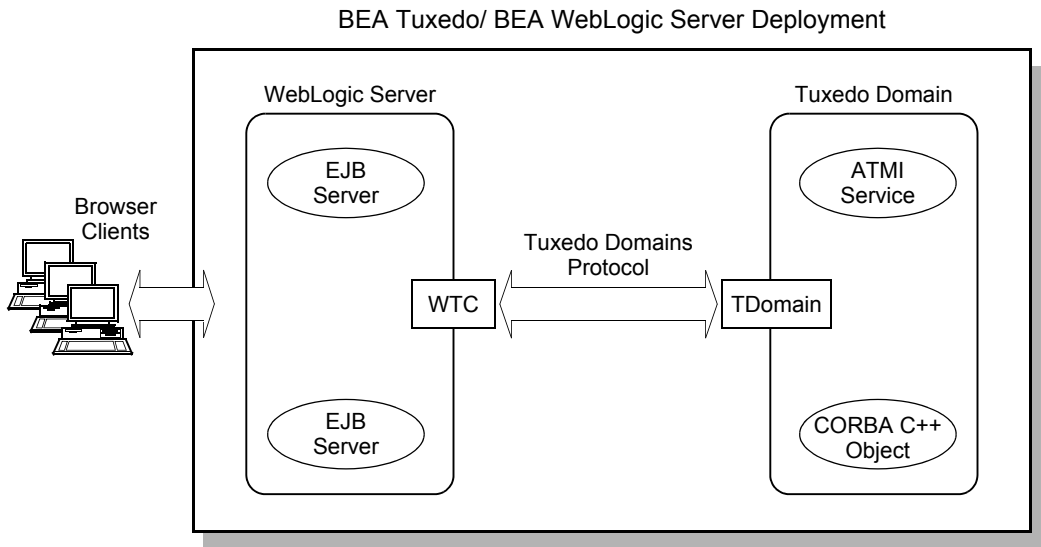 BEA Tuxedo/ BEA WebLogic Server Deployment
WebLogic Server
Tuxedo Domain
EJB
Server
ATMI
Service
Browser
Clients
Tuxedo Domains
Protocol
WTC
TDomain
EJB
Server
CORBA C++
Object